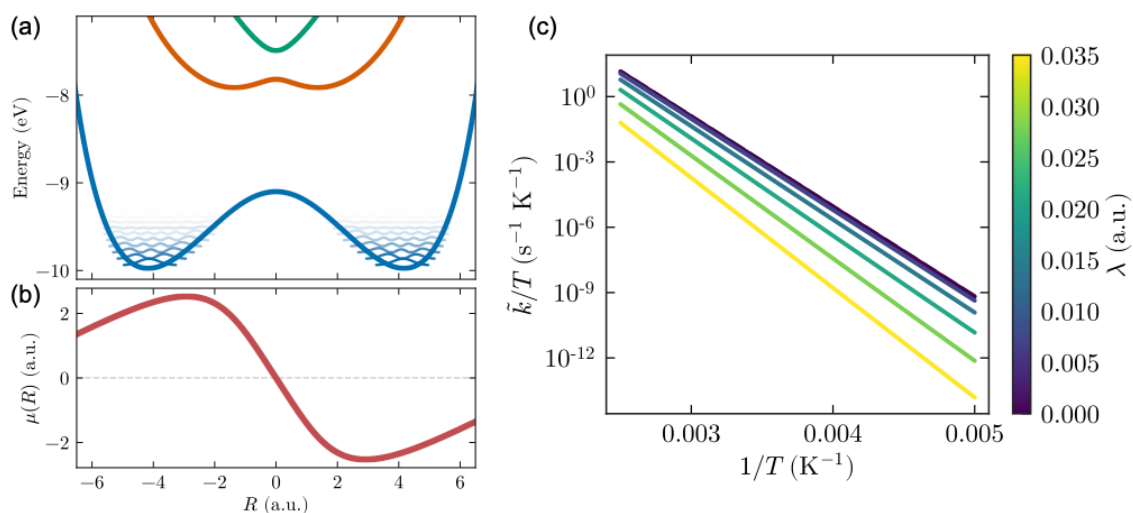 (a)
Energy (eV)
−8
−9
−10
(b)
μ(R) (a.u.)
2
0
−2
−6 −4 −2 0 2 4 6
R (a.u.)
(c)
k̃/T (s⁻¹ K⁻¹)
10⁰
10⁻³
10⁻⁶
10⁻⁹
10⁻¹²
0.003 0.004 0.005
1/T (K⁻¹)
0.035
0.030
0.025
0.020
0.015
0.010
0.005
0.000
λ (a.u.)